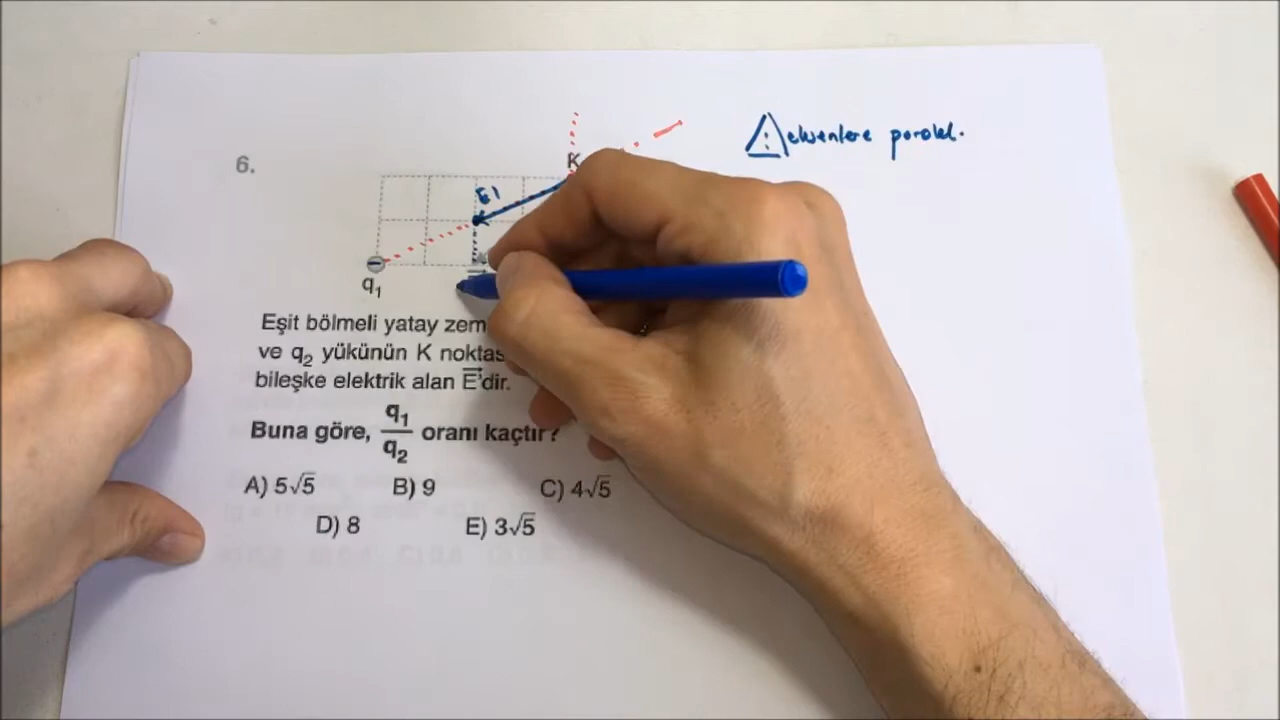 eksenlere paralel.
K
6.
E1
q₁
Eşit bölmeli yatay zem
ve q₂ yükünün K noktas
bileşke elektrik alan E⃗'dir.
Buna göre, q₁/q₂ oranı kaçtır?
A) 5√5 B) 9 C) 4√5
D) 8 E) 3√5